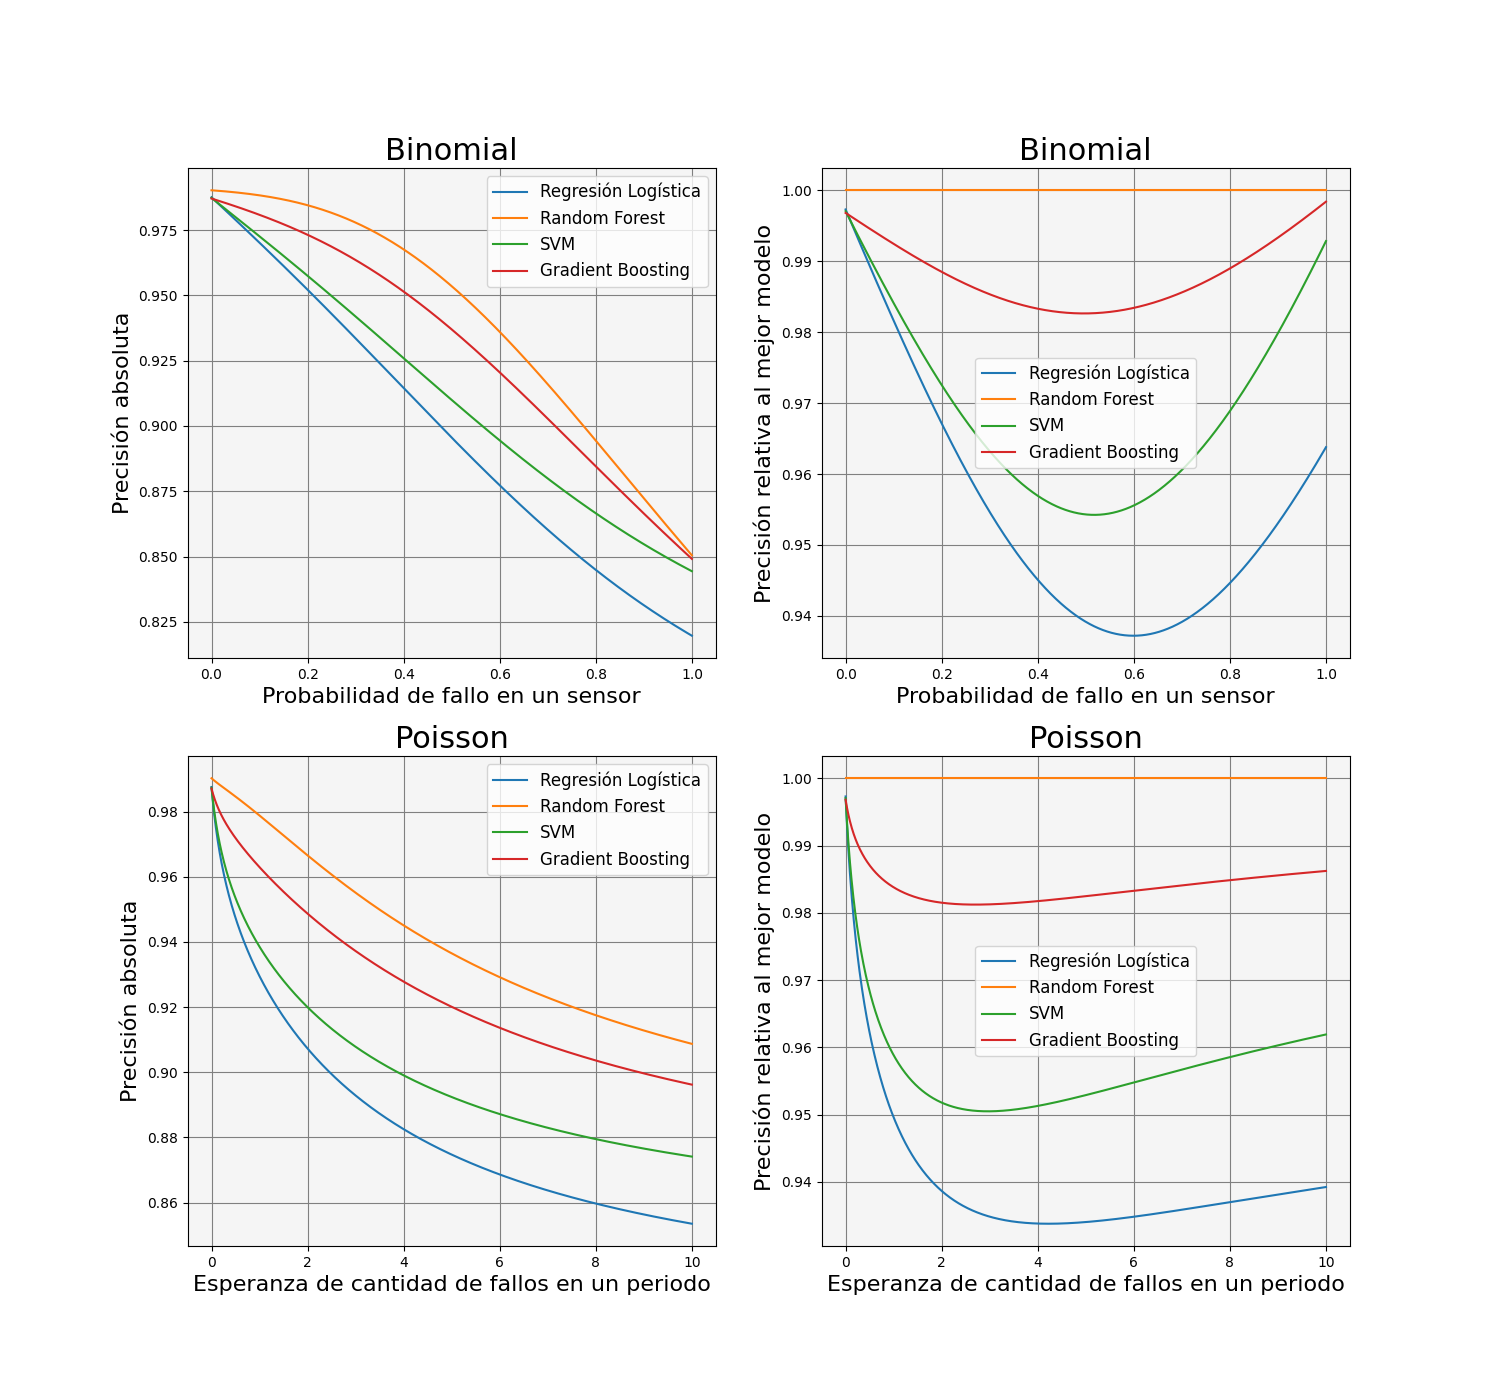 Binomial
Precisión absoluta
0.975
0.950
0.925
0.900
0.875
0.850
0.825
Regresión Logística
Random Forest
SVM
Gradient Boosting
0.0 0.2 0.4 0.6 0.8 1.0
Probabilidad de fallo en un sensor
Binomial
Precisión relativa al mejor modelo
1.00
0.99
0.98
0.97
0.96
0.95
0.94
Regresión Logística
Random Forest
SVM
Gradient Boosting
0.0 0.2 0.4 0.6 0.8 1.0
Probabilidad de fallo en un sensor
Poisson
Precisión absoluta
0.98
0.96
0.94
0.92
0.90
0.88
0.86
Regresión Logística
Random Forest
SVM
Gradient Boosting
0 2 4 6 8 10
Esperanza de cantidad de fallos en un periodo
Poisson
Precisión relativa al mejor modelo
1.00
0.99
0.98
0.97
0.96
0.95
0.94
Regresión Logística
Random Forest
SVM
Gradient Boosting
0 2 4 6 8 10
Esperanza de cantidad de fallos en un periodo